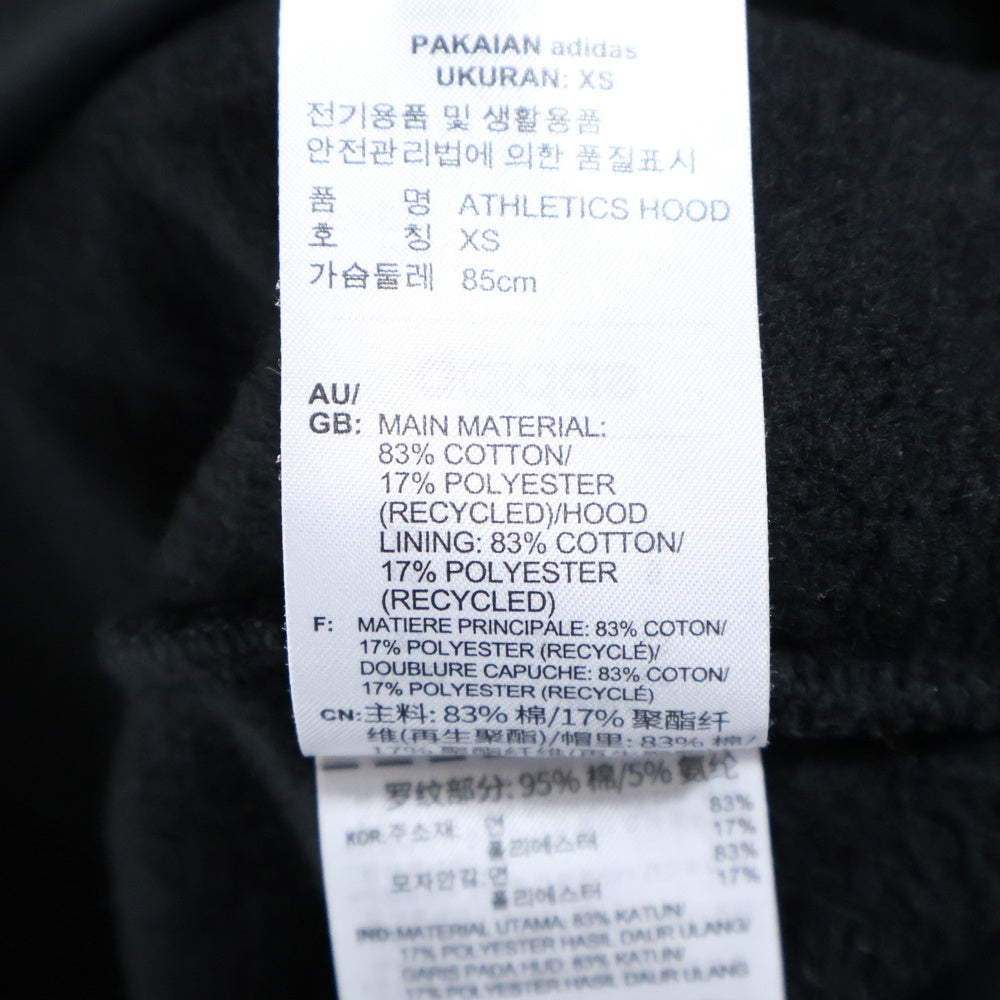 PAKAIAN adidas
UKURAN: XS
전기용품 및 생활용품
안전관리법에 의한 품질표시
품 명 ATHLETICS HOOD
호 칭 XS
가슴둘레 85cm
AU/
GB: MAIN MATERIAL:
83% COTTON/
17% POLYESTER
(RECYCLED)/HOOD
LINING: 83% COTTON/
17% POLYESTER
(RECYCLED)
F: MATIERE PRINCIPALE: 83% COTON/
17% POLYESTER (RECYCLÉ)/
DOUBLURE CAPUCHE: 83% COTON/
17% POLYESTER (RECYCLÉ)
CN:主料: 83% 棉/17% 聚酯纤
维(再生聚酯)/帽里: 83% 棉/
17% 聚酯纤维(再生
罗纹部分: 95% 棉/5% 氨纶
KOR:주소재: 면 83%
폴리에스터 17%
모자안감:면 83%
폴리에스터 17%
IND:MATERIAL UTAMA: 83% KATUN/
17% POLYESTER HASIL DAUR ULANG/
GARIS PADA HUD: 83% KATUN/
17% POLYESTER HASIL DAUR ULANG